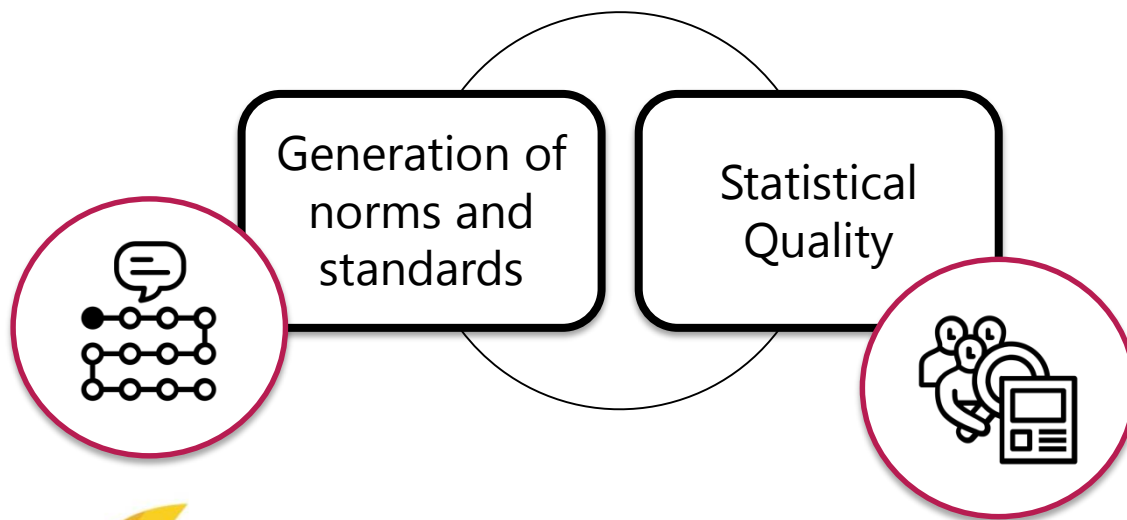 Generation of
norms and
standards
Statistical
Quality